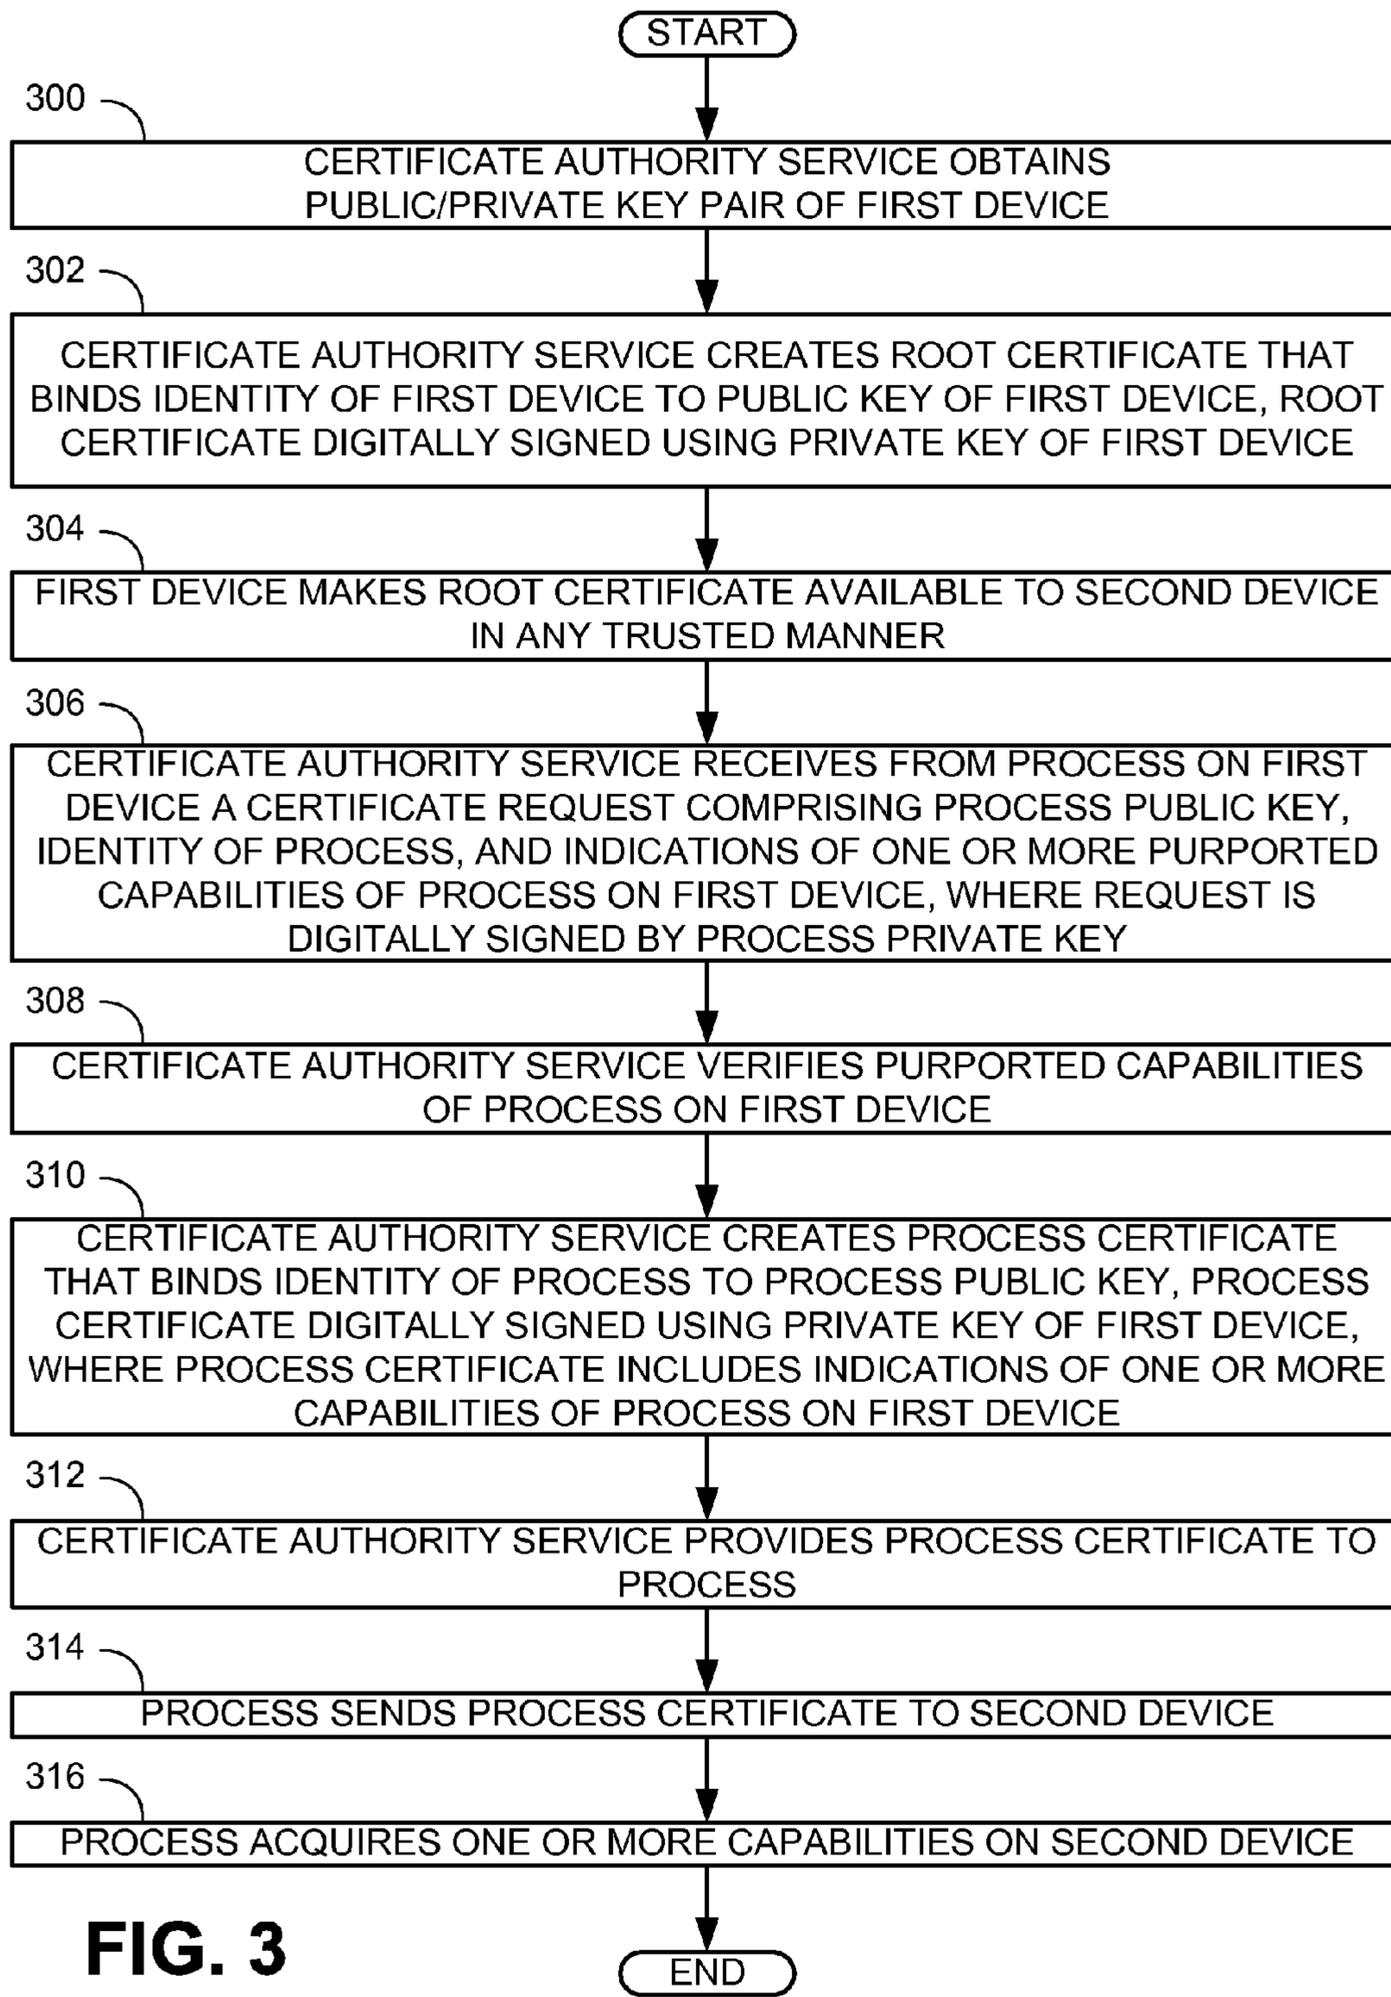 START
300
CERTIFICATE AUTHORITY SERVICE OBTAINS
PUBLIC/PRIVATE KEY PAIR OF FIRST DEVICE
302
CERTIFICATE AUTHORITY SERVICE CREATES ROOT CERTIFICATE THAT
BINDS IDENTITY OF FIRST DEVICE TO PUBLIC KEY OF FIRST DEVICE, ROOT
CERTIFICATE DIGITALLY SIGNED USING PRIVATE KEY OF FIRST DEVICE
304
FIRST DEVICE MAKES ROOT CERTIFICATE AVAILABLE TO SECOND DEVICE
IN ANY TRUSTED MANNER
306
CERTIFICATE AUTHORITY SERVICE RECEIVES FROM PROCESS ON FIRST
DEVICE A CERTIFICATE REQUEST COMPRISING PROCESS PUBLIC KEY,
IDENTITY OF PROCESS, AND INDICATIONS OF ONE OR MORE PURPORTED
CAPABILITIES OF PROCESS ON FIRST DEVICE, WHERE REQUEST IS
DIGITALLY SIGNED BY PROCESS PRIVATE KEY
308
CERTIFICATE AUTHORITY SERVICE VERIFIES PURPORTED CAPABILITIES
OF PROCESS ON FIRST DEVICE
310
CERTIFICATE AUTHORITY SERVICE CREATES PROCESS CERTIFICATE
THAT BINDS IDENTITY OF PROCESS TO PROCESS PUBLIC KEY, PROCESS
CERTIFICATE DIGITALLY SIGNED USING PRIVATE KEY OF FIRST DEVICE,
WHERE PROCESS CERTIFICATE INCLUDES INDICATIONS OF ONE OR MORE
CAPABILITIES OF PROCESS ON FIRST DEVICE
312
CERTIFICATE AUTHORITY SERVICE PROVIDES PROCESS CERTIFICATE TO
PROCESS
314
PROCESS SENDS PROCESS CERTIFICATE TO SECOND DEVICE
316
PROCESS ACQUIRES ONE OR MORE CAPABILITIES ON SECOND DEVICE
FIG. 3
END